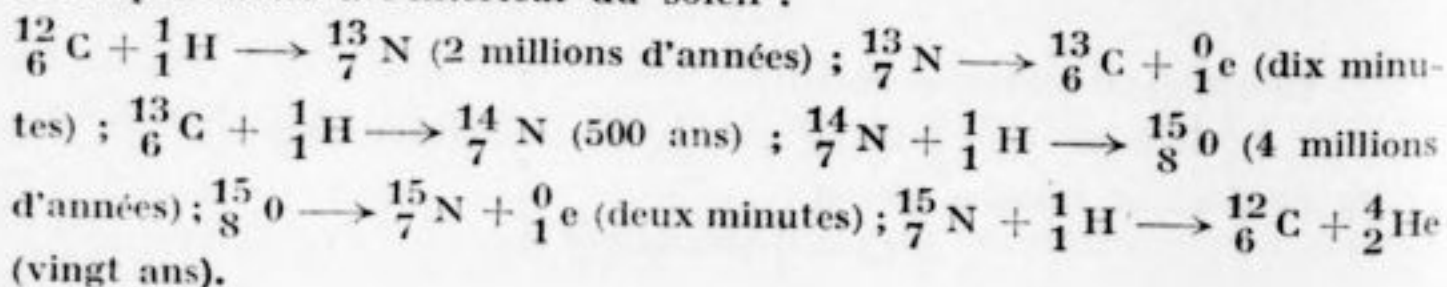 ¹²₆C + ¹₁H ⟶ ¹³₇N (2 millions d'années) ; ¹³₇N ⟶ ¹³₆C + ⁰₁e (dix minu-
tes) ; ¹³₆C + ¹₁H ⟶ ¹⁴₇N (500 ans) ; ¹⁴₇N + ¹₁H ⟶ ¹⁵₈0 (4 millions
d'années) ; ¹⁵₈0 ⟶ ¹⁵₇N + ⁰₁e (deux minutes) ; ¹⁵₇N + ¹₁H ⟶ ¹²₆C + ⁴₂He
(vingt ans).